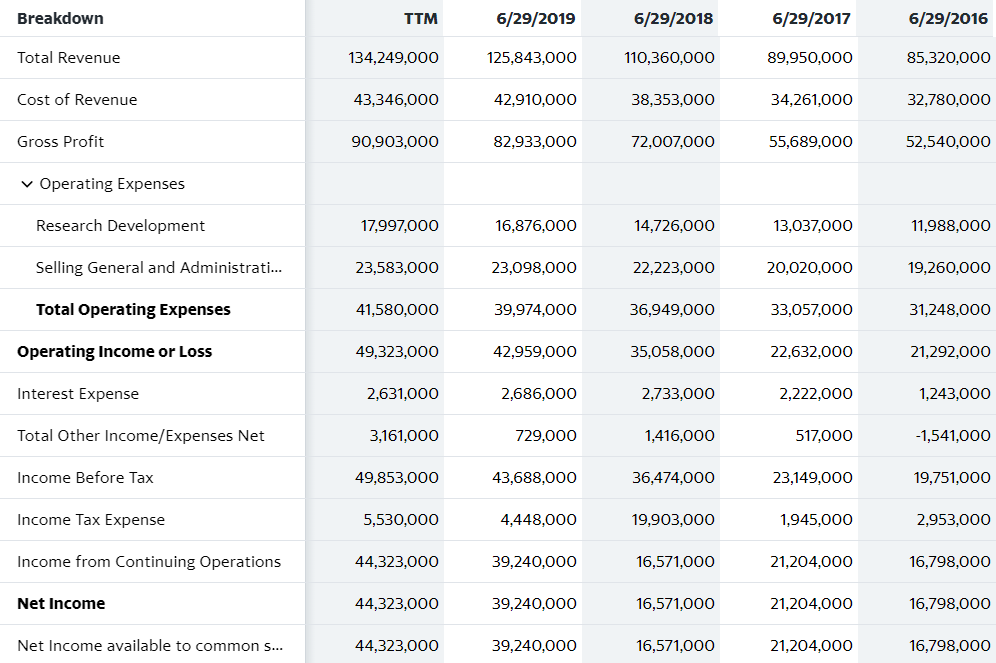 Breakdown TTM 6/29/2019 6/29/2018 6/29/2017 6/29/2016
Total Revenue 134,249,000 125,843,000 110,360,000 89,950,000 85,320,000
Cost of Revenue 43,346,000 42,910,000 38,353,000 34,261,000 32,780,000
Gross Profit 90,903,000 82,933,000 72,007,000 55,689,000 52,540,000
Operating Expenses
Research Development 17,997,000 16,876,000 14,726,000 13,037,000 11,988,000
Selling General and Administrati... 23,583,000 23,098,000 22,223,000 20,020,000 19,260,000
Total Operating Expenses 41,580,000 39,974,000 36,949,000 33,057,000 31,248,000
Operating Income or Loss 49,323,000 42,959,000 35,058,000 22,632,000 21,292,000
Interest Expense 2,631,000 2,686,000 2,733,000 2,222,000 1,243,000
Total Other Income/Expenses Net 3,161,000 729,000 1,416,000 517,000 -1,541,000
Income Before Tax 49,853,000 43,688,000 36,474,000 23,149,000 19,751,000
Income Tax Expense 5,530,000 4,448,000 19,903,000 1,945,000 2,953,000
Income from Continuing Operations 44,323,000 39,240,000 16,571,000 21,204,000 16,798,000
Net Income 44,323,000 39,240,000 16,571,000 21,204,000 16,798,000
Net Income available to common s... 44,323,000 39,240,000 16,571,000 21,204,000 16,798,000